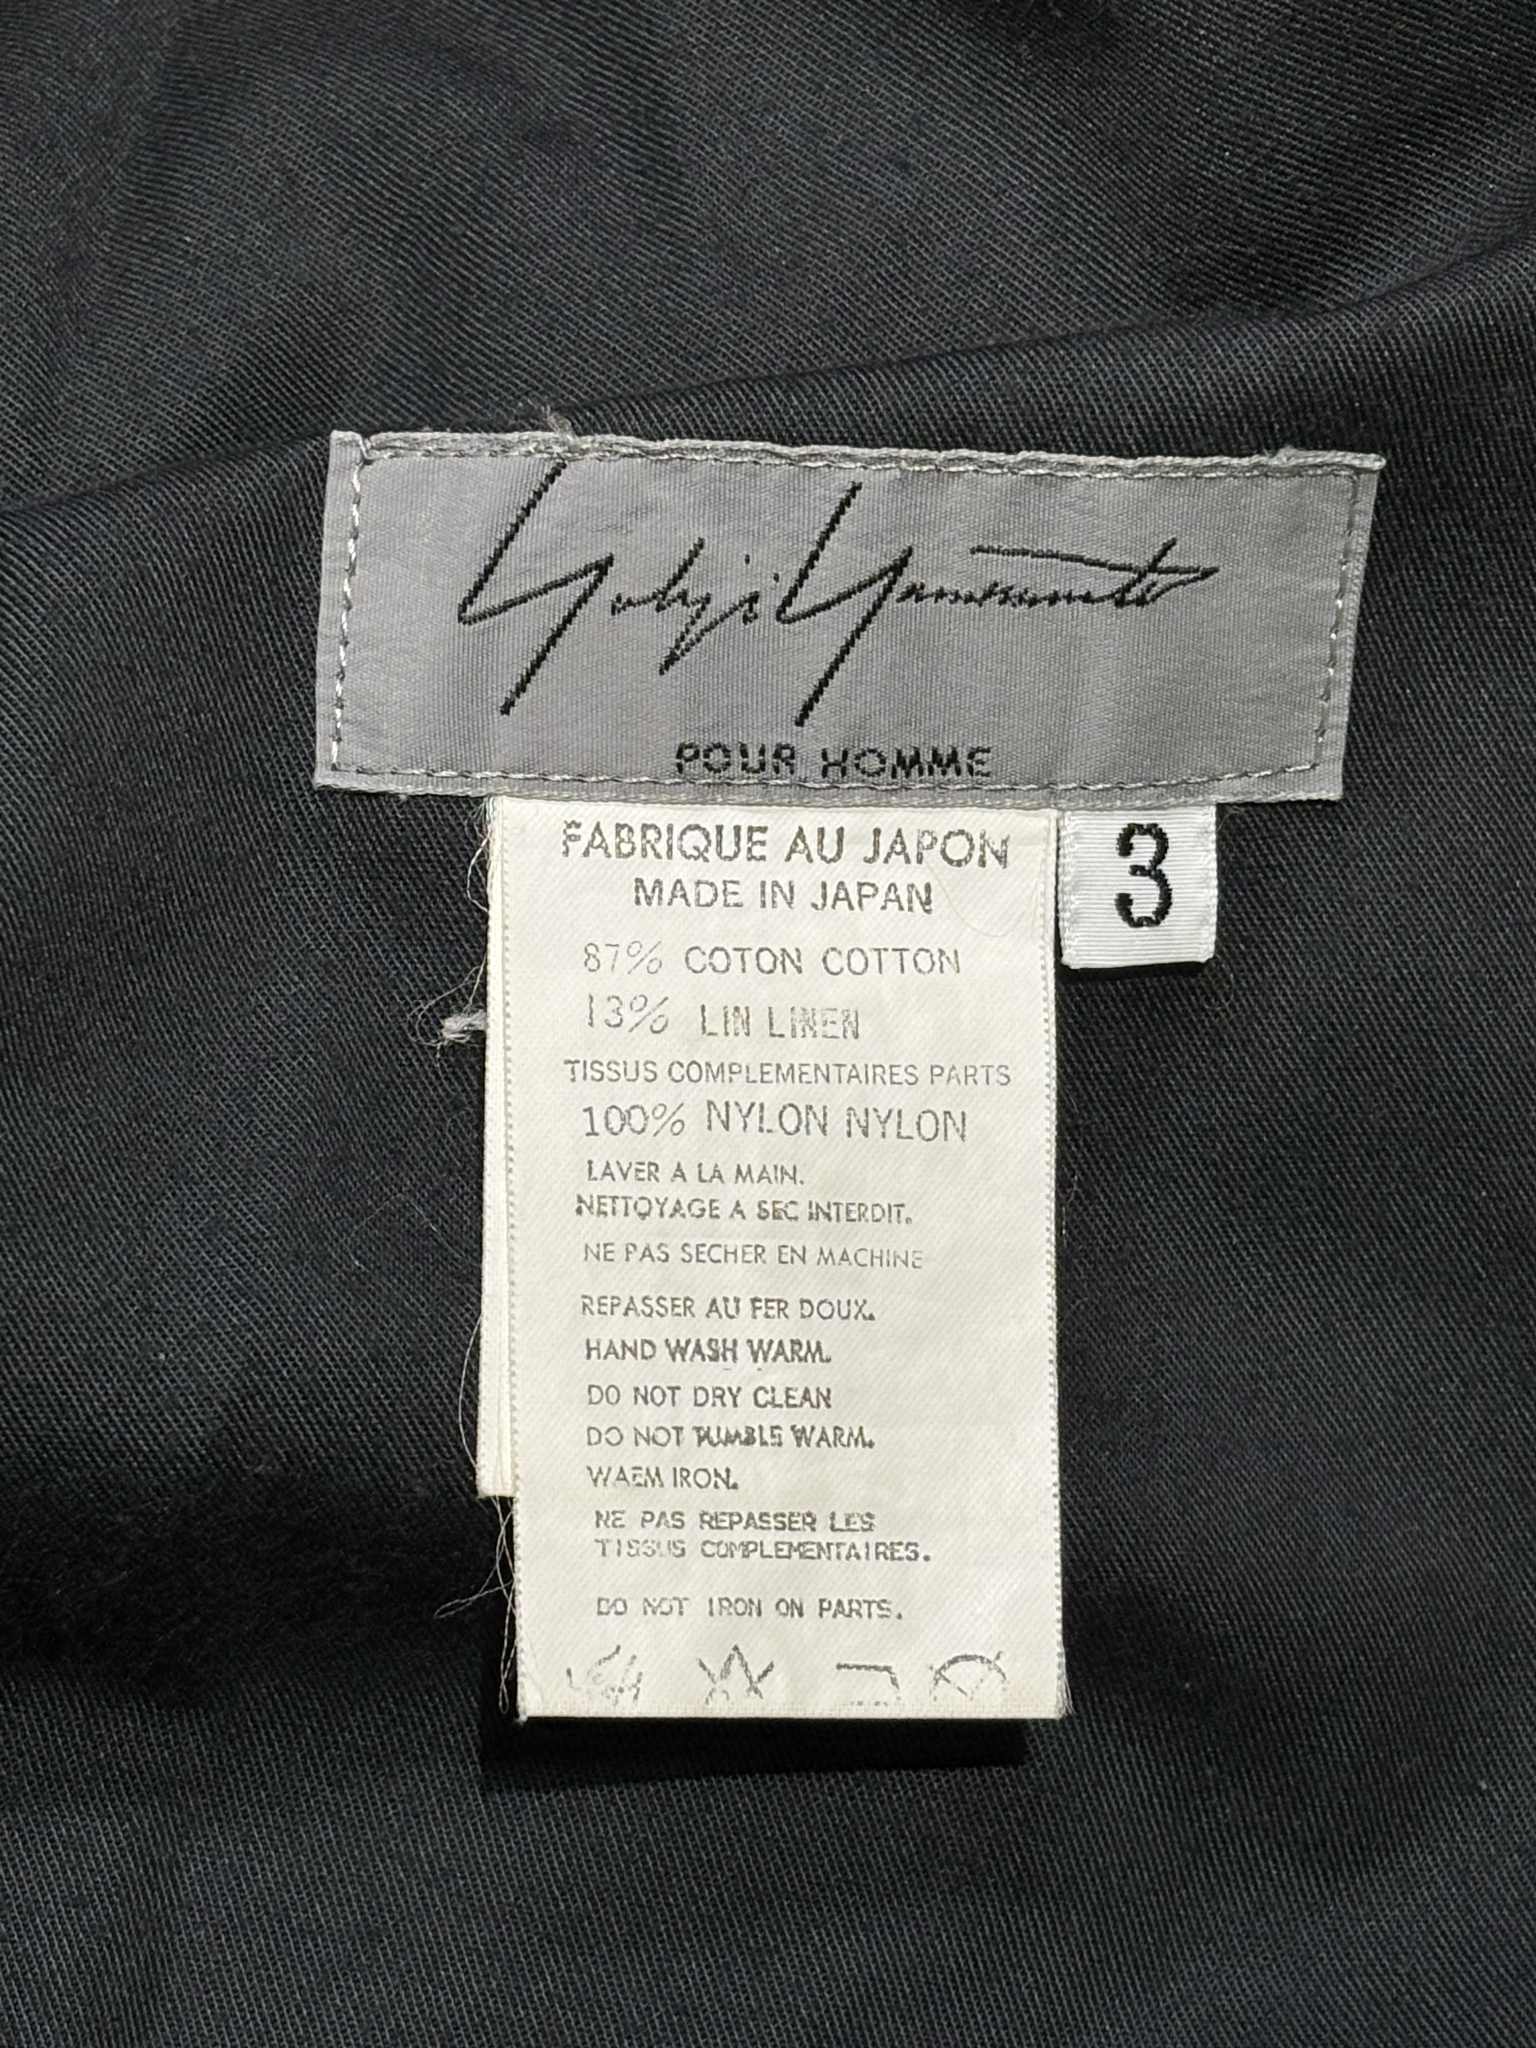 Yohji Yamamoto
POUR HOMME
3
FABRIQUE AU JAPON
MADE IN JAPAN
87% COTON COTTON
13% LIN LINEN
TISSUS COMPLEMENTAIRES PARTS
100% NYLON NYLON
LAVER A LA MAIN.
NETTOYAGE A SEC INTERDIT.
NE PAS SECHER EN MACHINE
REPASSER AU FER DOUX.
HAND WASH WARM.
DO NOT DRY CLEAN
DO NOT TUMBLE WARM.
WAEM IRON.
NE PAS REPASSER LES
TISSUS COMPLEMENTAIRES.
DO NOT IRON ON PARTS.